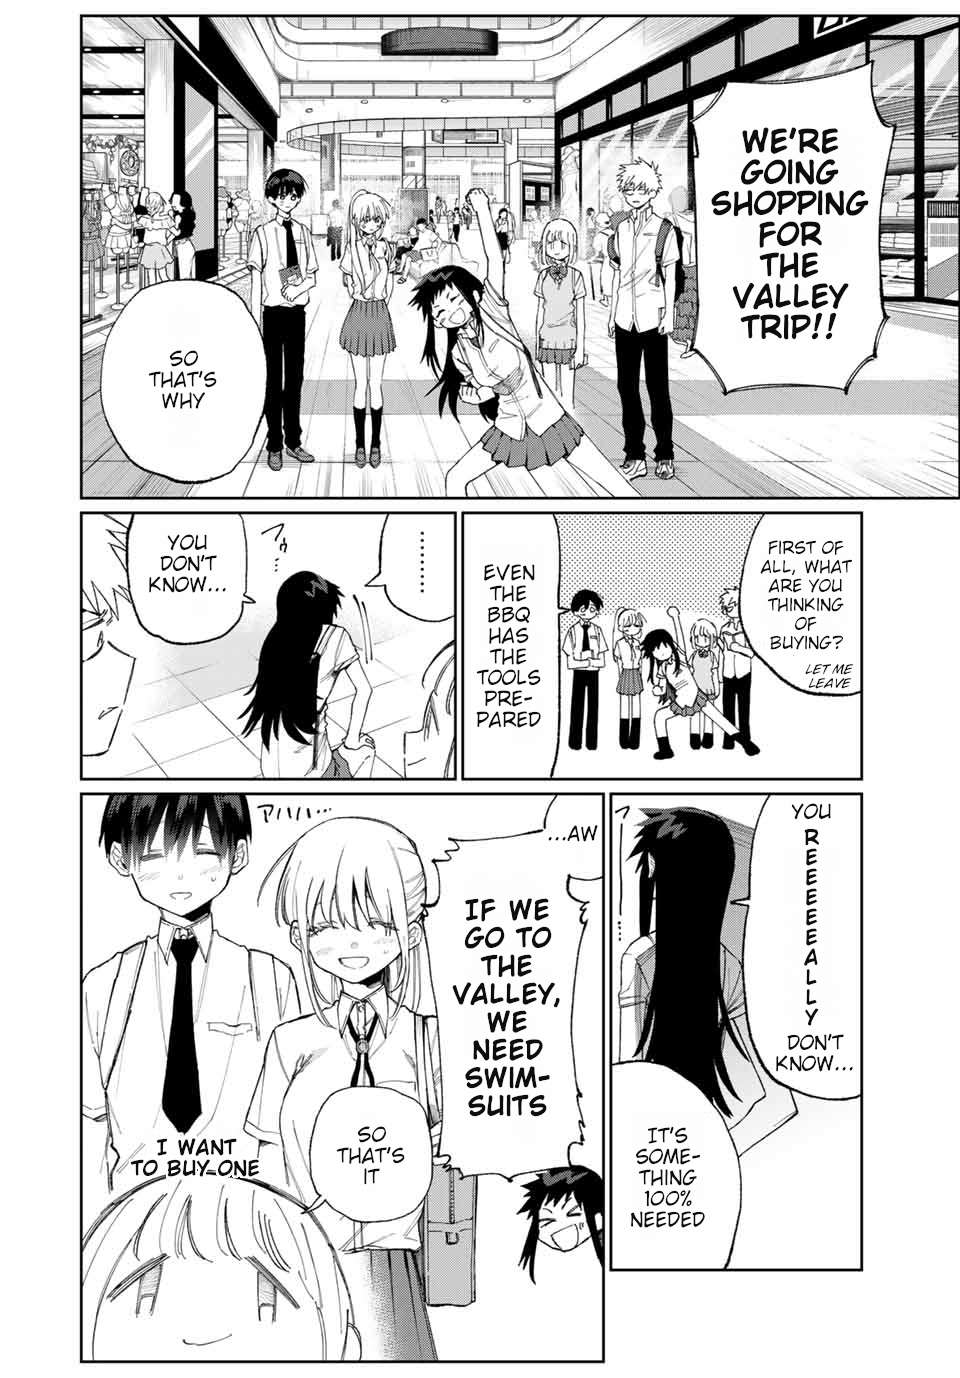 WE'RE
GOING
SHOPPING
FOR
THE
VALLEY
TRIP!!
SO
THAT'S
WHY
FIRST OF
ALL, WHAT
ARE YOU
THINKING
OF
BUYING?
LET ME
LEAVE
EVEN
THE
BBQ
HAS
THE
TOOLS
PRE-
PARED
.........
YOU
DON'T
KNOW...
YOU
REEEEEALLY
DON'T
KNOW...
IT'S
SOME-
THING
100%
NEEDED
...AW
IF WE
GO TO
THE
VALLEY,
WE
NEED
SWIM-
SUITS
アハハ…
SO
THAT'S
IT
I WANT
TO BUY ONE